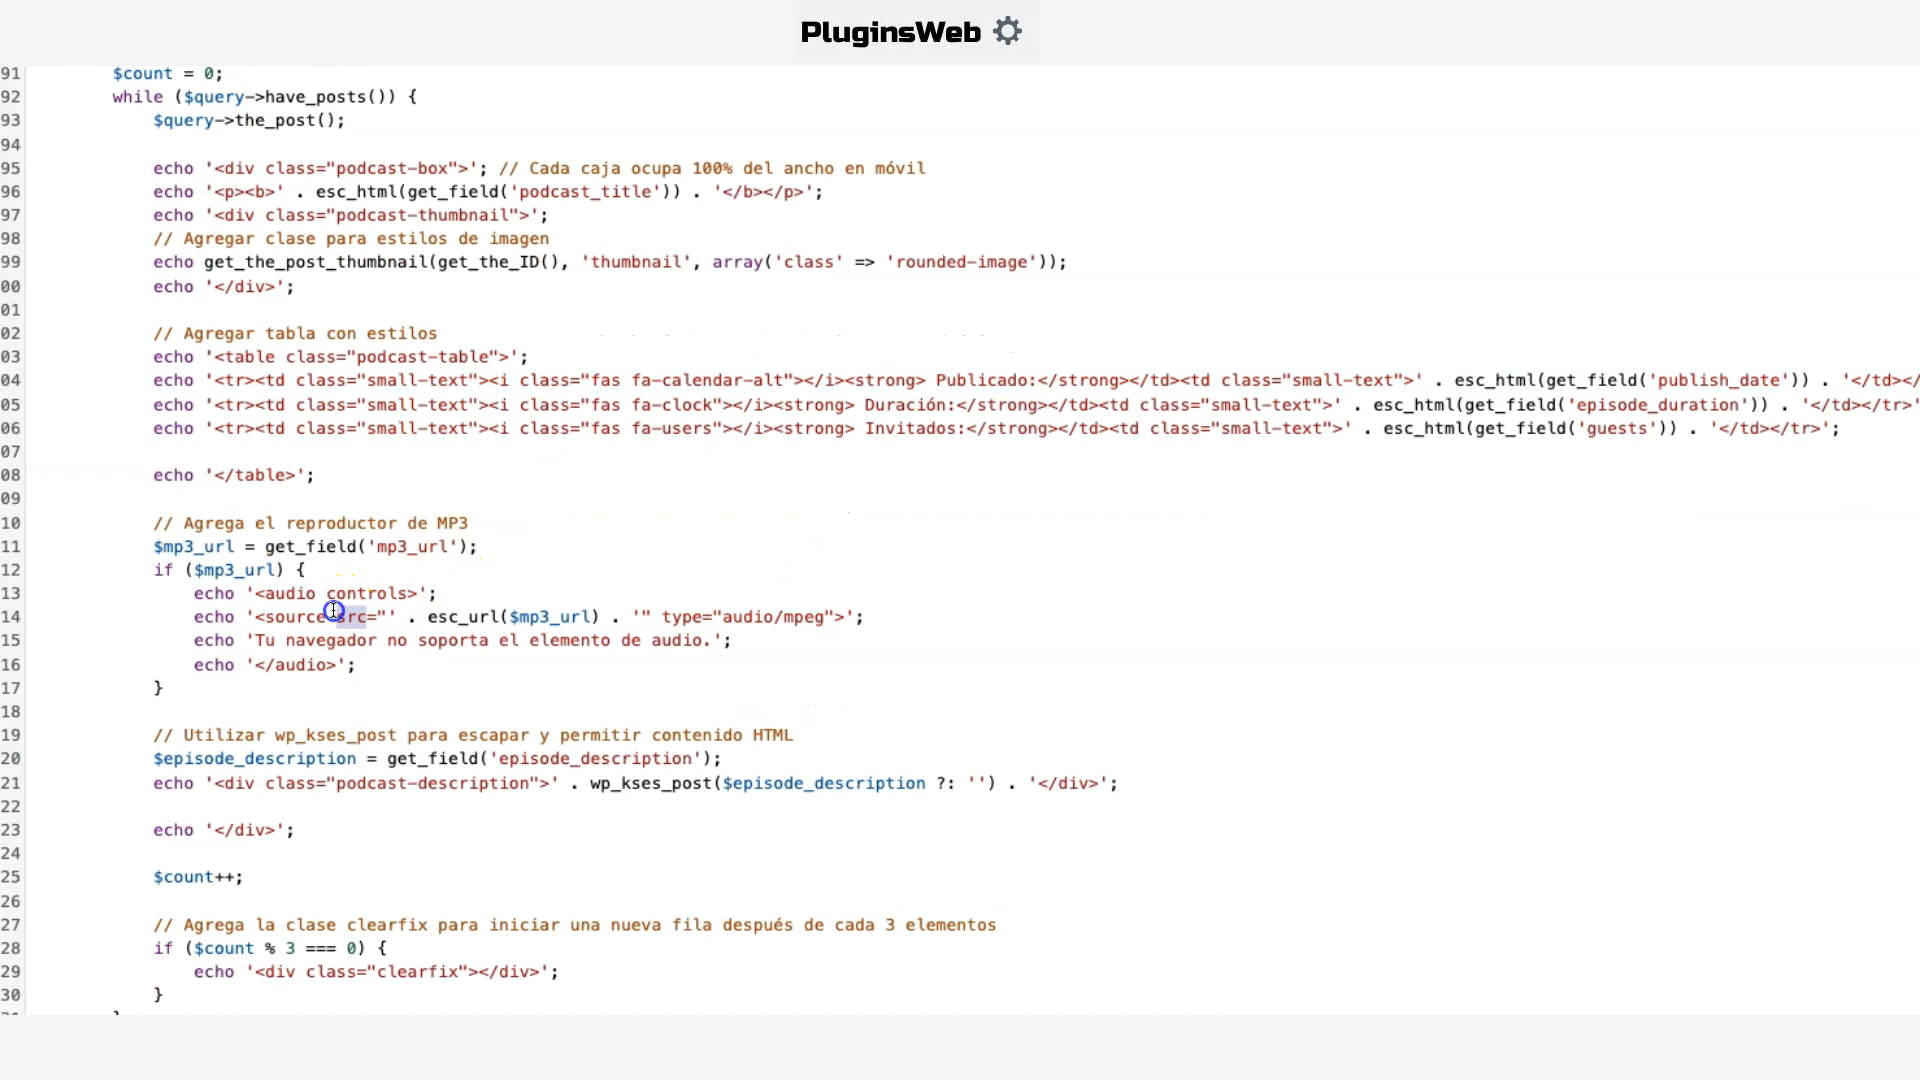 PluginsWeb
91 $count = 0;
92 while ($query->have_posts()) {
93 $query->the_post();
94
95 echo '<div class="podcast-box">'; // Cada caja ocupa 100% del ancho en móvil
96 echo '<p><b>' . esc_html(get_field('podcast_title')) . '</b></p>';
97 echo '<div class="podcast-thumbnail">';
98 // Agregar clase para estilos de imagen
99 echo get_the_post_thumbnail(get_the_ID(), 'thumbnail', array('class' => 'rounded-image'));
00 echo '</div>';
01
02 // Agregar tabla con estilos
03 echo '<table class="podcast-table">';
04 echo '<tr><td class="small-text"><i class="fas fa-calendar-alt"></i><strong> Publicado:</strong></td><td class="small-text">' . esc_html(get_field('publish_date')) . '</td></
05 echo '<tr><td class="small-text"><i class="fas fa-clock"></i><strong> Duración:</strong></td><td class="small-text">' . esc_html(get_field('episode_duration')) . '</td></tr>'
06 echo '<tr><td class="small-text"><i class="fas fa-users"></i><strong> Invitados:</strong></td><td class="small-text">' . esc_html(get_field('guests')) . '</td></tr>';
07
08 echo '</table>';
09
10 // Agrega el reproductor de MP3
11 $mp3_url = get_field('mp3_url');
12 if ($mp3_url) {
13 echo '<audio controls>';
14 echo '<source src="' . esc_url($mp3_url) . '" type="audio/mpeg">';
15 echo 'Tu navegador no soporta el elemento de audio.';
16 echo '</audio>';
17 }
18
19 // Utilizar wp_kses_post para escapar y permitir contenido HTML
20 $episode_description = get_field('episode_description');
21 echo '<div class="podcast-description">' . wp_kses_post($episode_description ?: '') . '</div>';
22
23 echo '</div>';
24
25 $count++;
26
27 // Agrega la clase clearfix para iniciar una nueva fila después de cada 3 elementos
28 if ($count % 3 === 0) {
29 echo '<div class="clearfix"></div>';
30 }